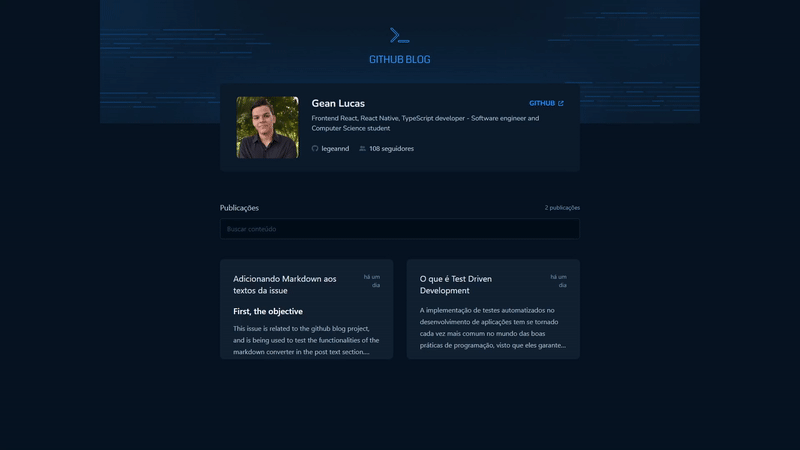 GITHUB BLOG
Gean Lucas
GITHUB
Frontend React, React Native, TypeScript developer - Software engineer and
Computer Science student
legeannd
108 seguidores
Publicações
2 publicações
Buscar conteúdo
Adicionando Markdown aos
textos da issue
há um
dia
First, the objective
This issue is related to the github blog project,
and is being used to test the functionalities of the
markdown converter in the post text section....
O que é Test Driven
Development
há um
dia
A implementação de testes automatizados no
desenvolvimento de aplicações tem se tornado
cada vez mais comum no mundo das boas
práticas de programação, visto que eles garante...